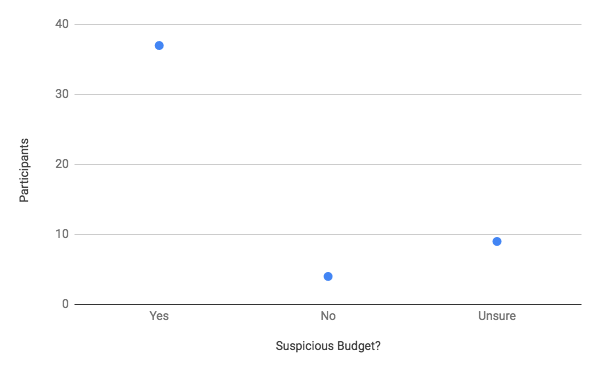 40
30
20
10
0
Participants
Yes No Unsure
Suspicious Budget?